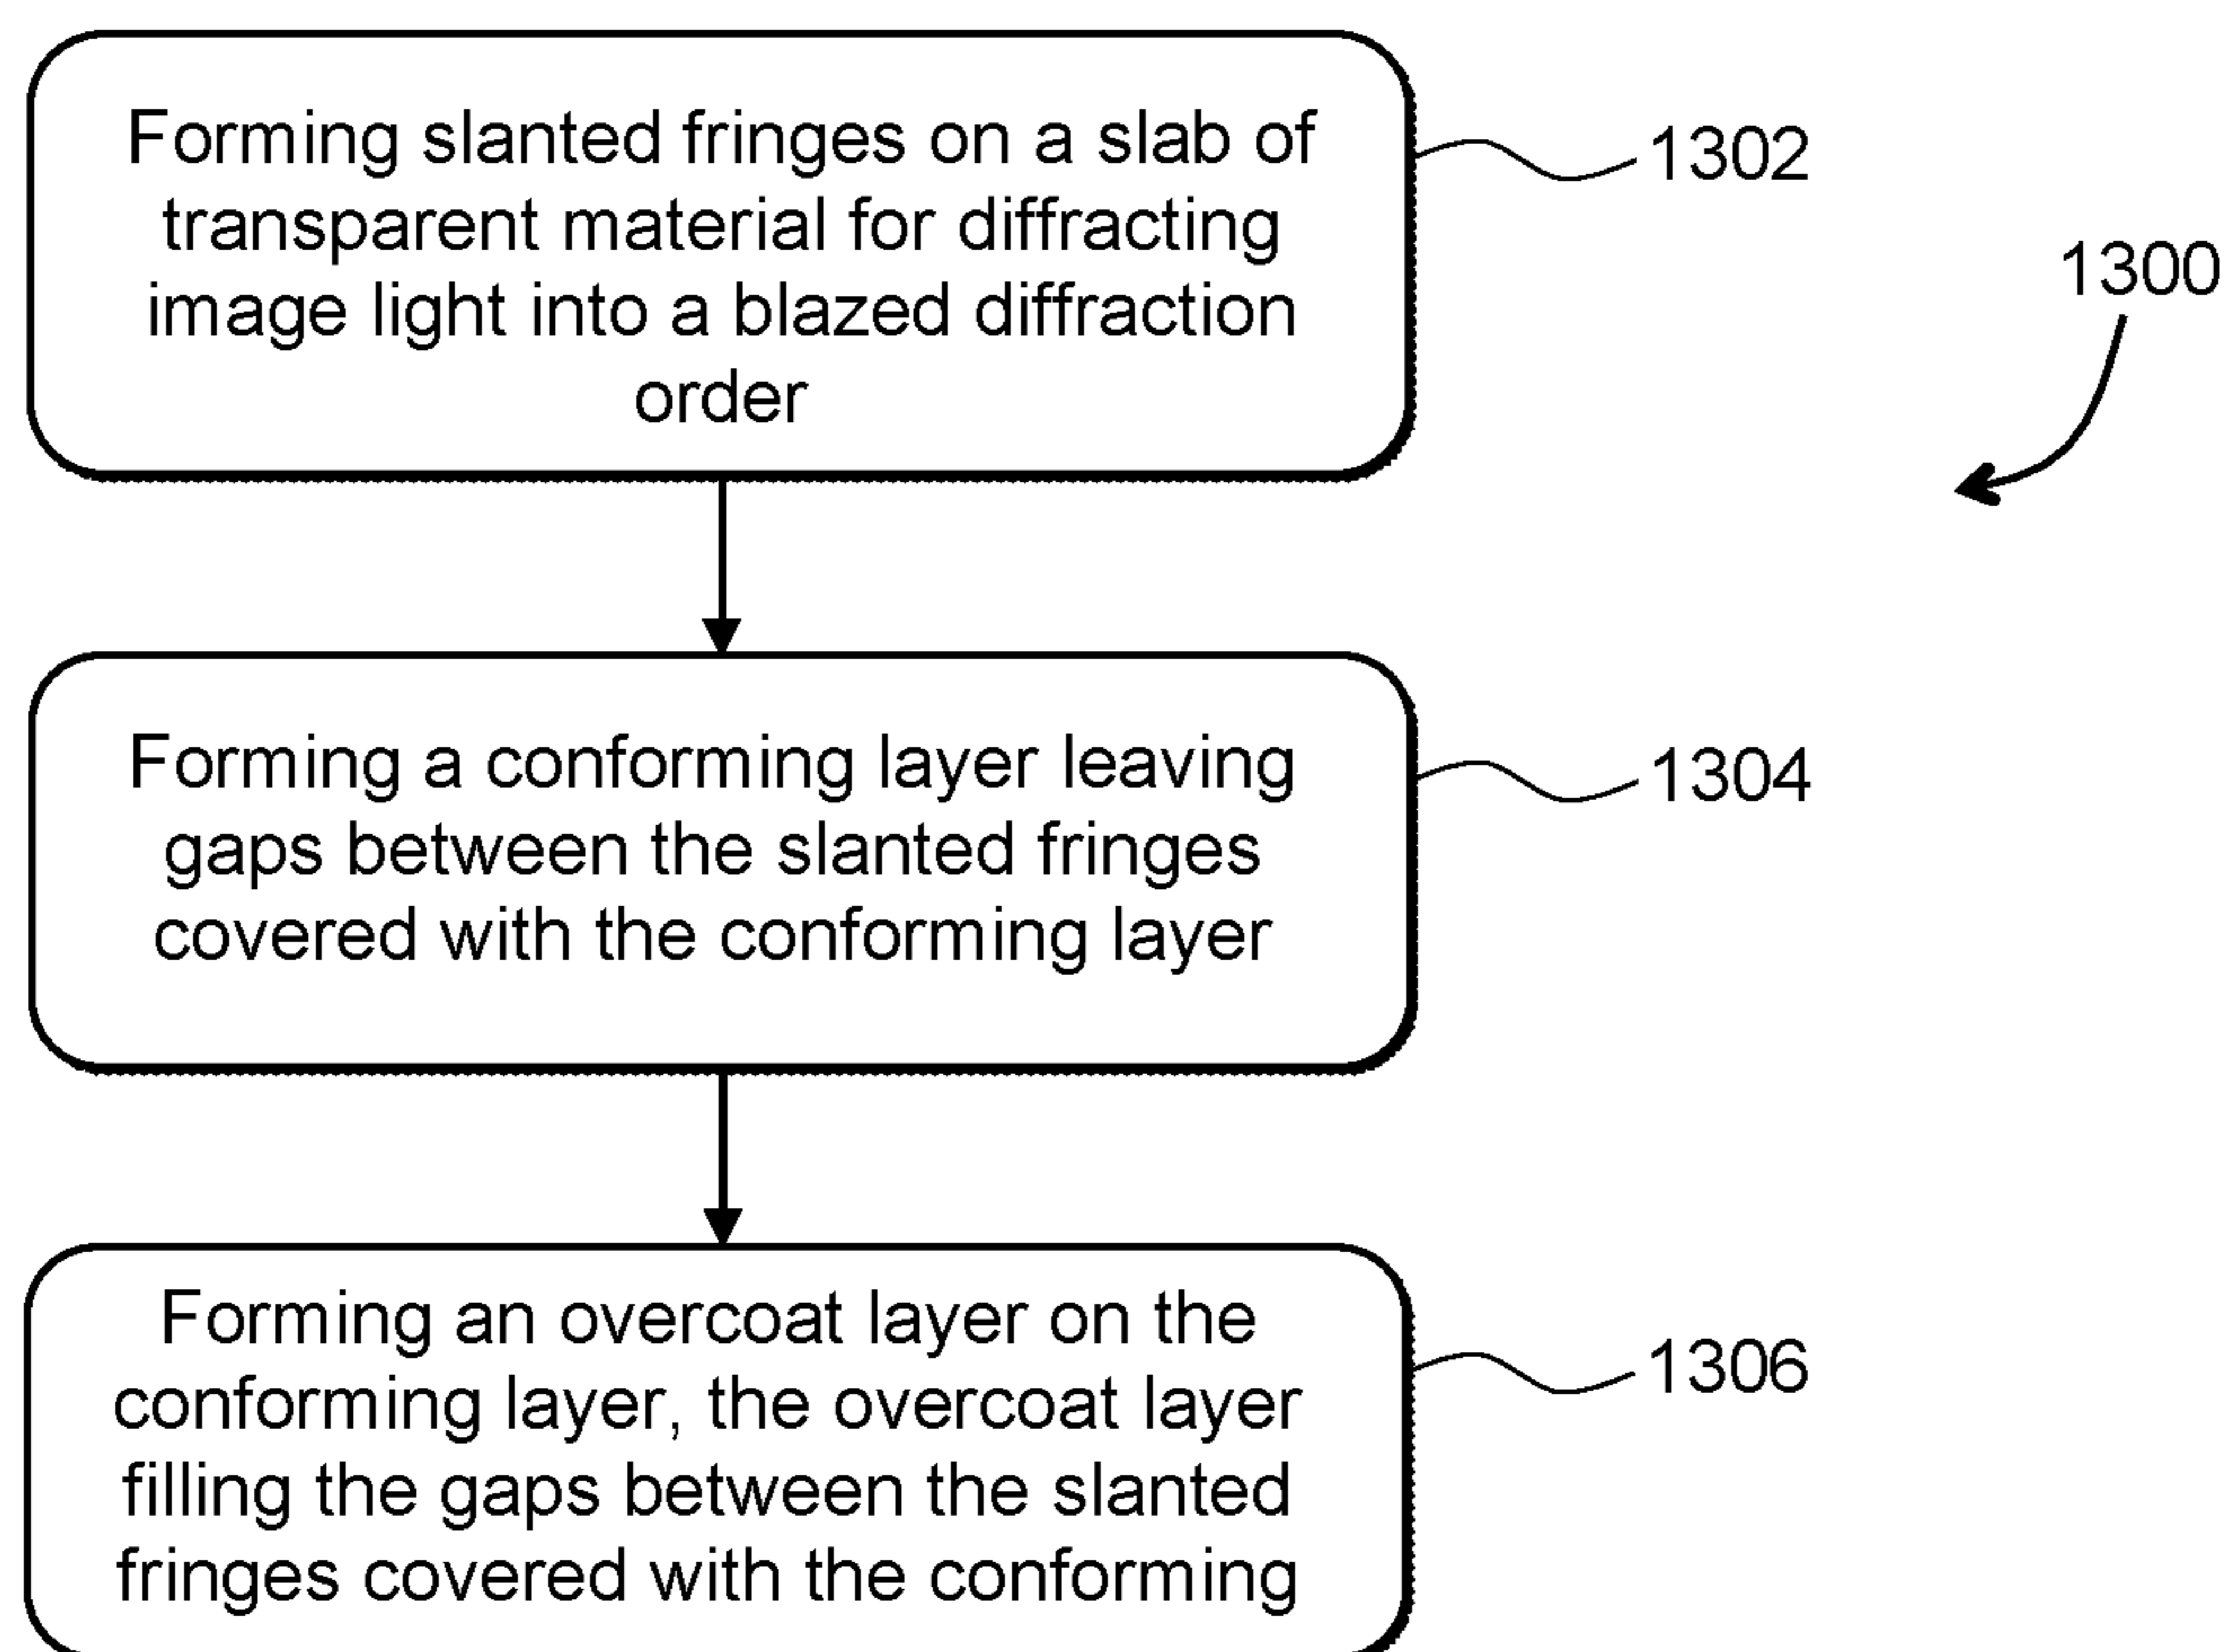 Forming slanted fringes on a slab of
transparent material for diffracting
image light into a blazed diffraction
order
1302
1300
Forming a conforming layer leaving
gaps between the slanted fringes
covered with the conforming layer
1304
Forming an overcoat layer on the
conforming layer, the overcoat layer
filling the gaps between the slanted
fringes covered with the conforming
1306